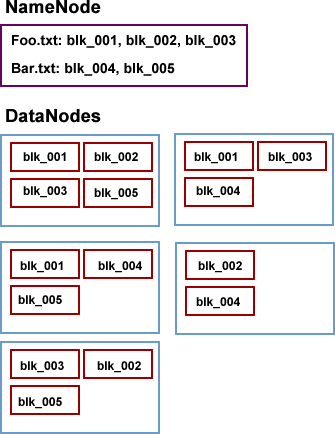 NameNode
Foo.txt: blk_001, blk_002, blk_003
Bar.txt: blk_004, blk_005
DataNodes
blk_001 blk_002
blk_003 blk_005
blk_001 blk_003
blk_004
blk_001 blk_004
blk_005
blk_002
blk_004
blk_003 blk_002
blk_005